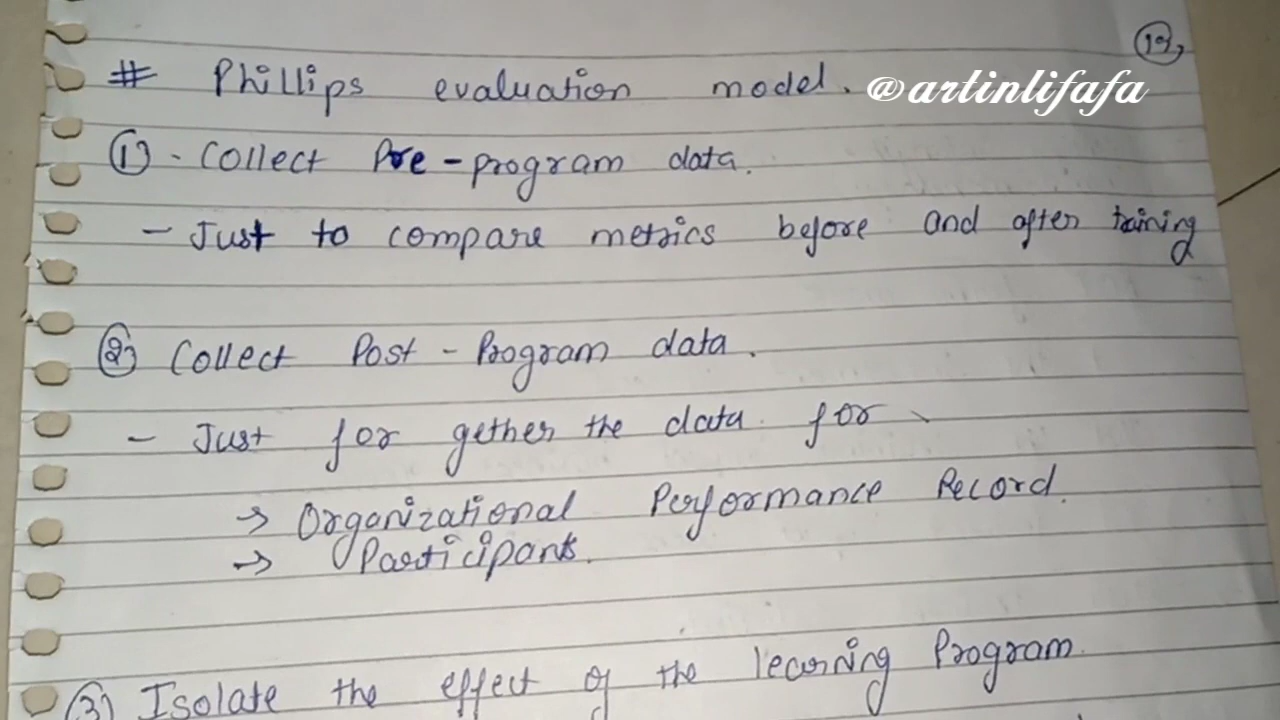 19,
# Phillips evaluation model. @artinlifafa
① - Collect Pre - program data.
- Just to compare metrics before and after training
② Collect Post - Program data.
- Just for gether the data for
→ Organizational Performance Record.
→ Participants.
③ Isolate the effect of the learning Program